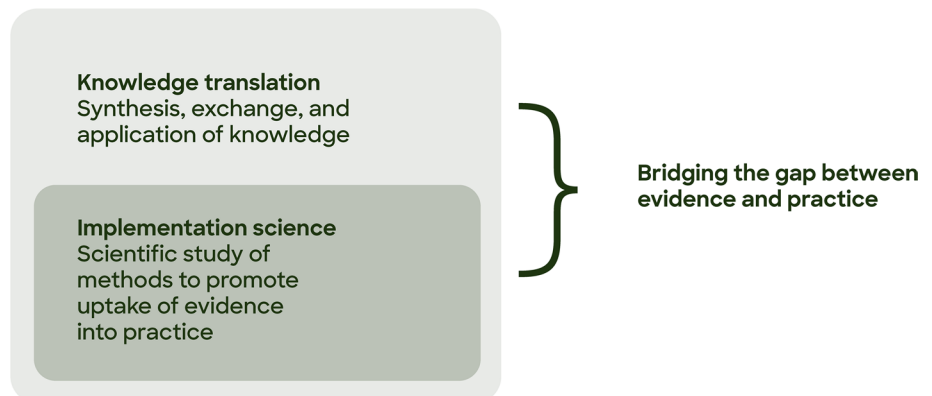 Knowledge translation
Synthesis, exchange, and
application of knowledge
Implementation science
Scientific study of
methods to promote
uptake of evidence
into practice
Bridging the gap between
evidence and practice